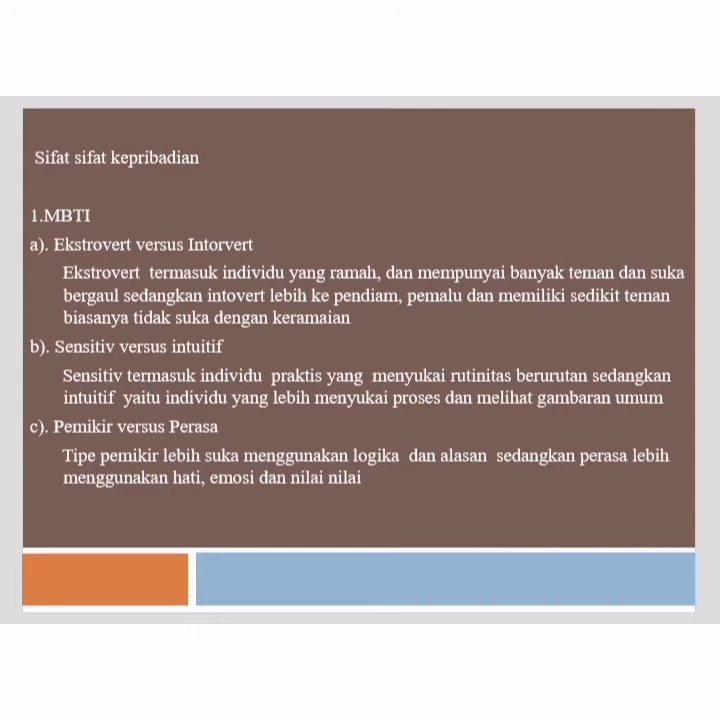 Sifat sifat kepribadian
1.MBTI
a). Ekstrovert versus Intorvert
Ekstrovert termasuk individu yang ramah, dan mempunyai banyak teman dan suka
bergaul sedangkan intovert lebih ke pendiam, pemalu dan memiliki sedikit teman
biasanya tidak suka dengan keramaian
b). Sensitiv versus intuitif
Sensitiv termasuk individu praktis yang menyukai rutinitas berurutan sedangkan
intuitif yaitu individu yang lebih menyukai proses dan melihat gambaran umum
c). Pemikir versus Perasa
Tipe pemikir lebih suka menggunakan logika dan alasan sedangkan perasa lebih
menggunakan hati, emosi dan nilai nilai